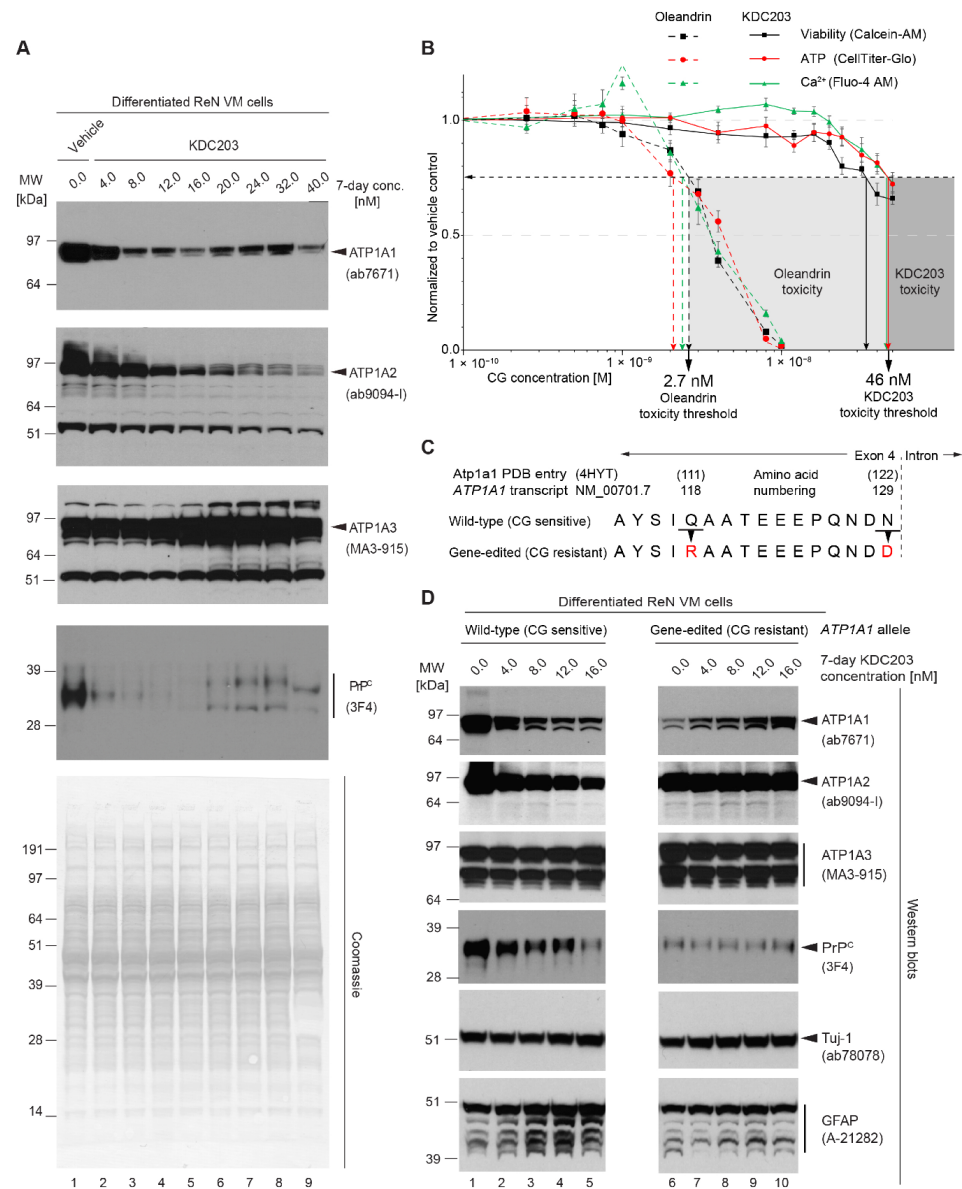 A
Differentiated ReN VM cells
Vehicle KDC203
0.0 4.0 8.0 12.0 16.0 20.0 24.0 32.0 40.0 7-day conc. [nM]
MW [kDa]
97
64
ATP1A1
(ab7671)
97
64
51
ATP1A2
(ab9094-I)
97
64
51
ATP1A3
(MA3-915)
39
28
PrPᶜ
(3F4)
191
97
64
51
39
28
14
Coomassie
1 2 3 4 5 6 7 8 9
B
Oleandrin KDC203
Viability (Calcein-AM)
ATP (CellTiter-Glo)
Ca²⁺ (Fluo-4 AM)
Normalized to vehicle control
1.0
0.5
0.0
Oleandrin toxicity
KDC203 toxicity
1 × 10⁻¹⁰ 1 × 10⁻⁹ 1 × 10⁻⁸
CG concentration [M]
2.7 nM
Oleandrin
toxicity threshold
46 nM
KDC203
toxicity threshold
C
Exon 4 Intron
Atp1a1 PDB entry (4HYT) (111) Amino acid (122)
ATP1A1 transcript NM_00701.7 118 numbering 129
Wild-type (CG sensitive) A Y S I Q A A T E E E P Q N D N
Gene-edited (CG resistant) A Y S I R A A T E E E P Q N D D
D
Differentiated ReN VM cells
Wild-type (CG sensitive) Gene-edited (CG resistant) ATP1A1 allele
0.0 4.0 8.0 12.0 16.0 0.0 4.0 8.0 12.0 16.0 7-day KDC203
concentration [nM]
MW
[kDa]
97
64
ATP1A1
(ab7671)
97
64
ATP1A2
(ab9094-I)
97
64
ATP1A3
(MA3-915)
39
28
PrPᶜ
(3F4)
51
Tuj-1
(ab78078)
51
39
GFAP
(A-21282)
Western blots
1 2 3 4 5 6 7 8 9 10